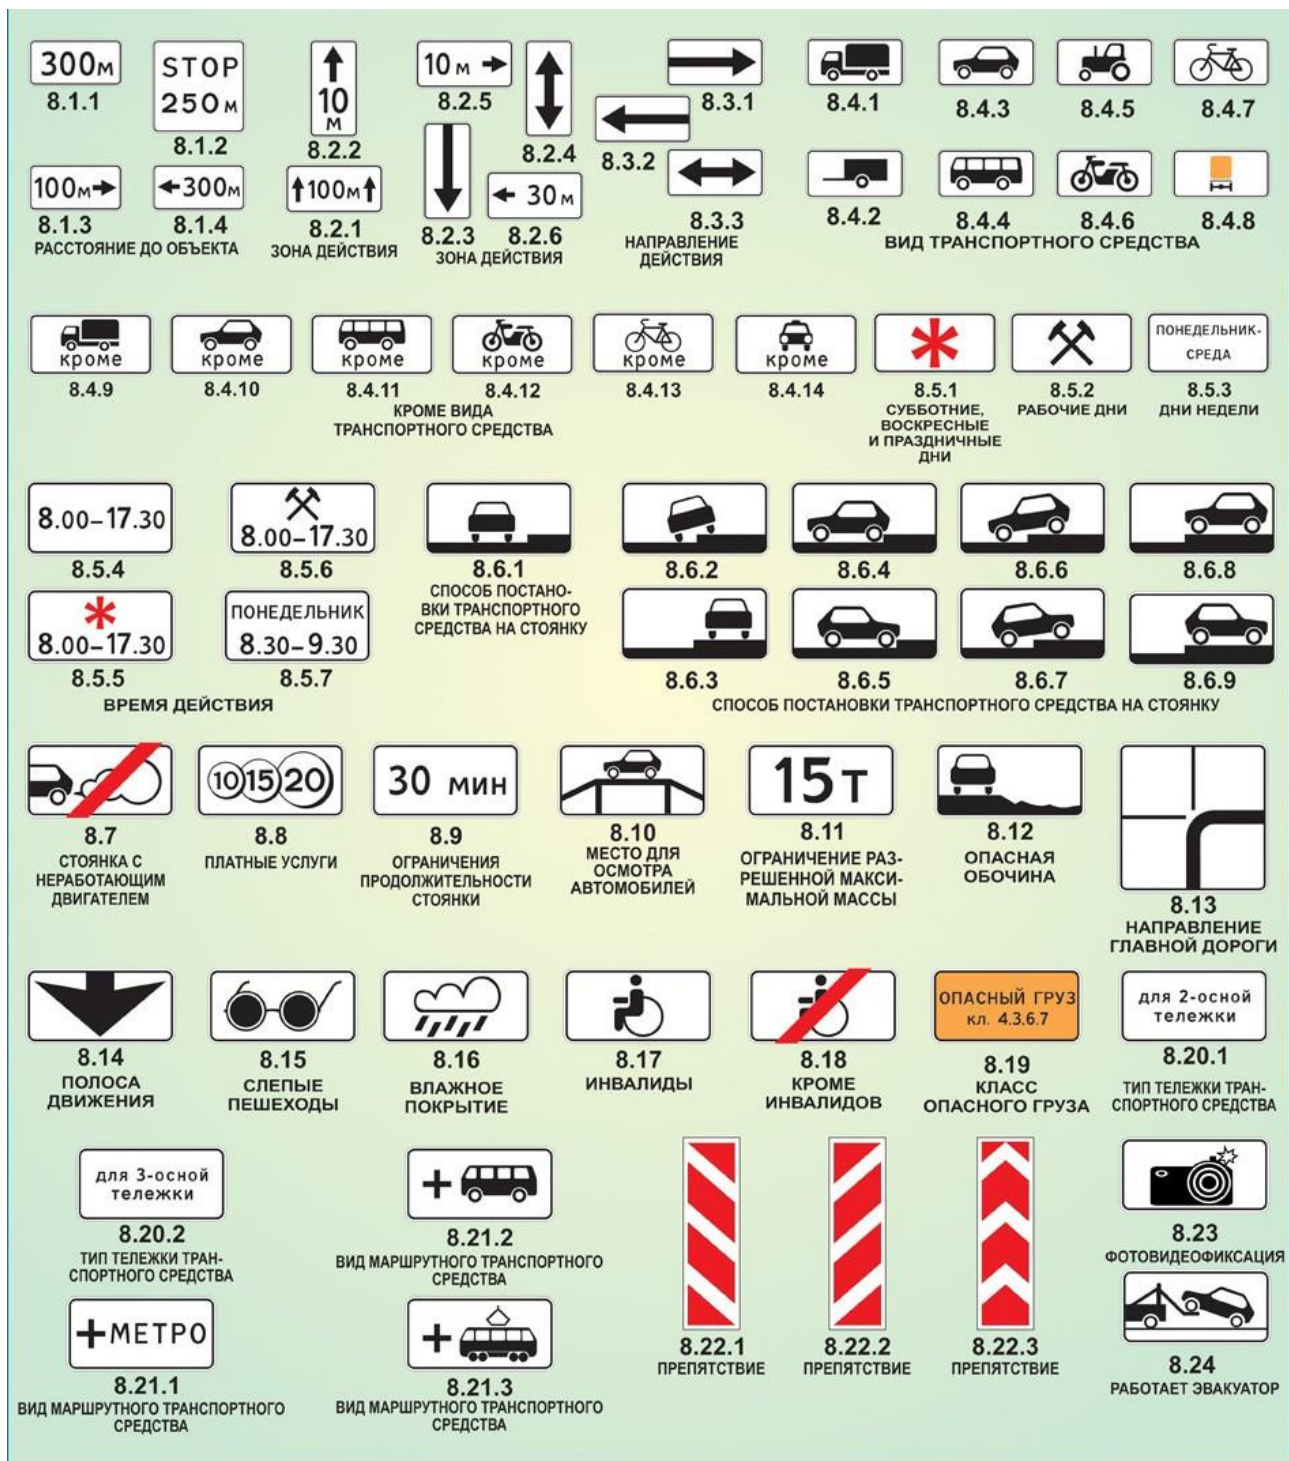 300м
8.1.1
STOP
250м
8.1.2
10
м
8.2.2
10м
8.2.5
8.2.4
8.3.1
8.3.2
8.4.1
8.4.3
8.4.5
8.4.7
100м
8.1.3
300м
8.1.4
РАССТОЯНИЕ ДО ОБЪЕКТА
100м
8.2.1
ЗОНА ДЕЙСТВИЯ
8.2.3
30м
8.2.6
ЗОНА ДЕЙСТВИЯ
8.3.3
НАПРАВЛЕНИЕ
ДЕЙСТВИЯ
8.4.2
8.4.4
8.4.6
8.4.8
ВИД ТРАНСПОРТНОГО СРЕДСТВА
кроме
8.4.9
кроме
8.4.10
кроме
8.4.11
кроме
8.4.12
кроме
8.4.13
кроме
8.4.14
КРОМЕ ВИДА
ТРАНСПОРТНОГО СРЕДСТВА
8.5.1
СУББОТНИЕ,
ВОСКРЕСНЫЕ
И ПРАЗДНИЧНЫЕ
ДНИ
8.5.2
РАБОЧИЕ ДНИ
ПОНЕДЕЛЬНИК-
СРЕДА
8.5.3
ДНИ НЕДЕЛИ
8.00–17.30
8.5.4
8.00–17.30
8.5.6
8.6.1
СПОСОБ ПОСТАНО-
ВКИ ТРАНСПОРТНОГО
СРЕДСТВА НА СТОЯНКУ
8.6.2
8.6.4
8.6.6
8.6.8
8.00–17.30
8.5.5
ПОНЕДЕЛЬНИК
8.30–9.30
8.5.7
ВРЕМЯ ДЕЙСТВИЯ
8.6.3
8.6.5
8.6.7
8.6.9
СПОСОБ ПОСТАНОВКИ ТРАНСПОРТНОГО СРЕДСТВА НА СТОЯНКУ
8.7
СТОЯНКА С
НЕРАБОТАЮЩИМ
ДВИГАТЕЛЕМ
10 15 20
8.8
ПЛАТНЫЕ УСЛУГИ
30 мин
8.9
ОГРАНИЧЕНИЯ
ПРОДОЛЖИТЕЛЬНОСТИ
СТОЯНКИ
8.10
МЕСТО ДЛЯ
ОСМОТРА
АВТОМОБИЛЕЙ
15т
8.11
ОГРАНИЧЕНИЕ РАЗ-
РЕШЕННОЙ МАКСИ-
МАЛЬНОЙ МАССЫ
8.12
ОПАСНАЯ
ОБОЧИНА
8.13
НАПРАВЛЕНИЕ
ГЛАВНОЙ ДОРОГИ
8.14
ПОЛОСА
ДВИЖЕНИЯ
8.15
СЛЕПЫЕ
ПЕШЕХОДЫ
8.16
ВЛАЖНОЕ
ПОКРЫТИЕ
8.17
ИНВАЛИДЫ
8.18
КРОМЕ
ИНВАЛИДОВ
ОПАСНЫЙ ГРУЗ
кл. 4.3.6.7
8.19
КЛАСС
ОПАСНОГО ГРУЗА
для 2-осной
тележки
8.20.1
ТИП ТЕЛЕЖКИ ТРАН-
СПОРТНОГО СРЕДСТВА
для 3-осной
тележки
8.20.2
ТИП ТЕЛЕЖКИ ТРАН-
СПОРТНОГО СРЕДСТВА
+
8.21.2
ВИД МАРШРУТНОГО ТРАНСПОРТНОГО
СРЕДСТВА
+МЕТРО
8.21.1
ВИД МАРШРУТНОГО ТРАНСПОРТНОГО
СРЕДСТВА
+
8.21.3
ВИД МАРШРУТНОГО ТРАНСПОРТНОГО
СРЕДСТВА
8.22.1
ПРЕПЯТСТВИЕ
8.22.2
ПРЕПЯТСТВИЕ
8.22.3
ПРЕПЯТСТВИЕ
8.23
ФОТОВИДЕОФИКСАЦИЯ
8.24
РАБОТАЕТ ЭВАКУАТОР